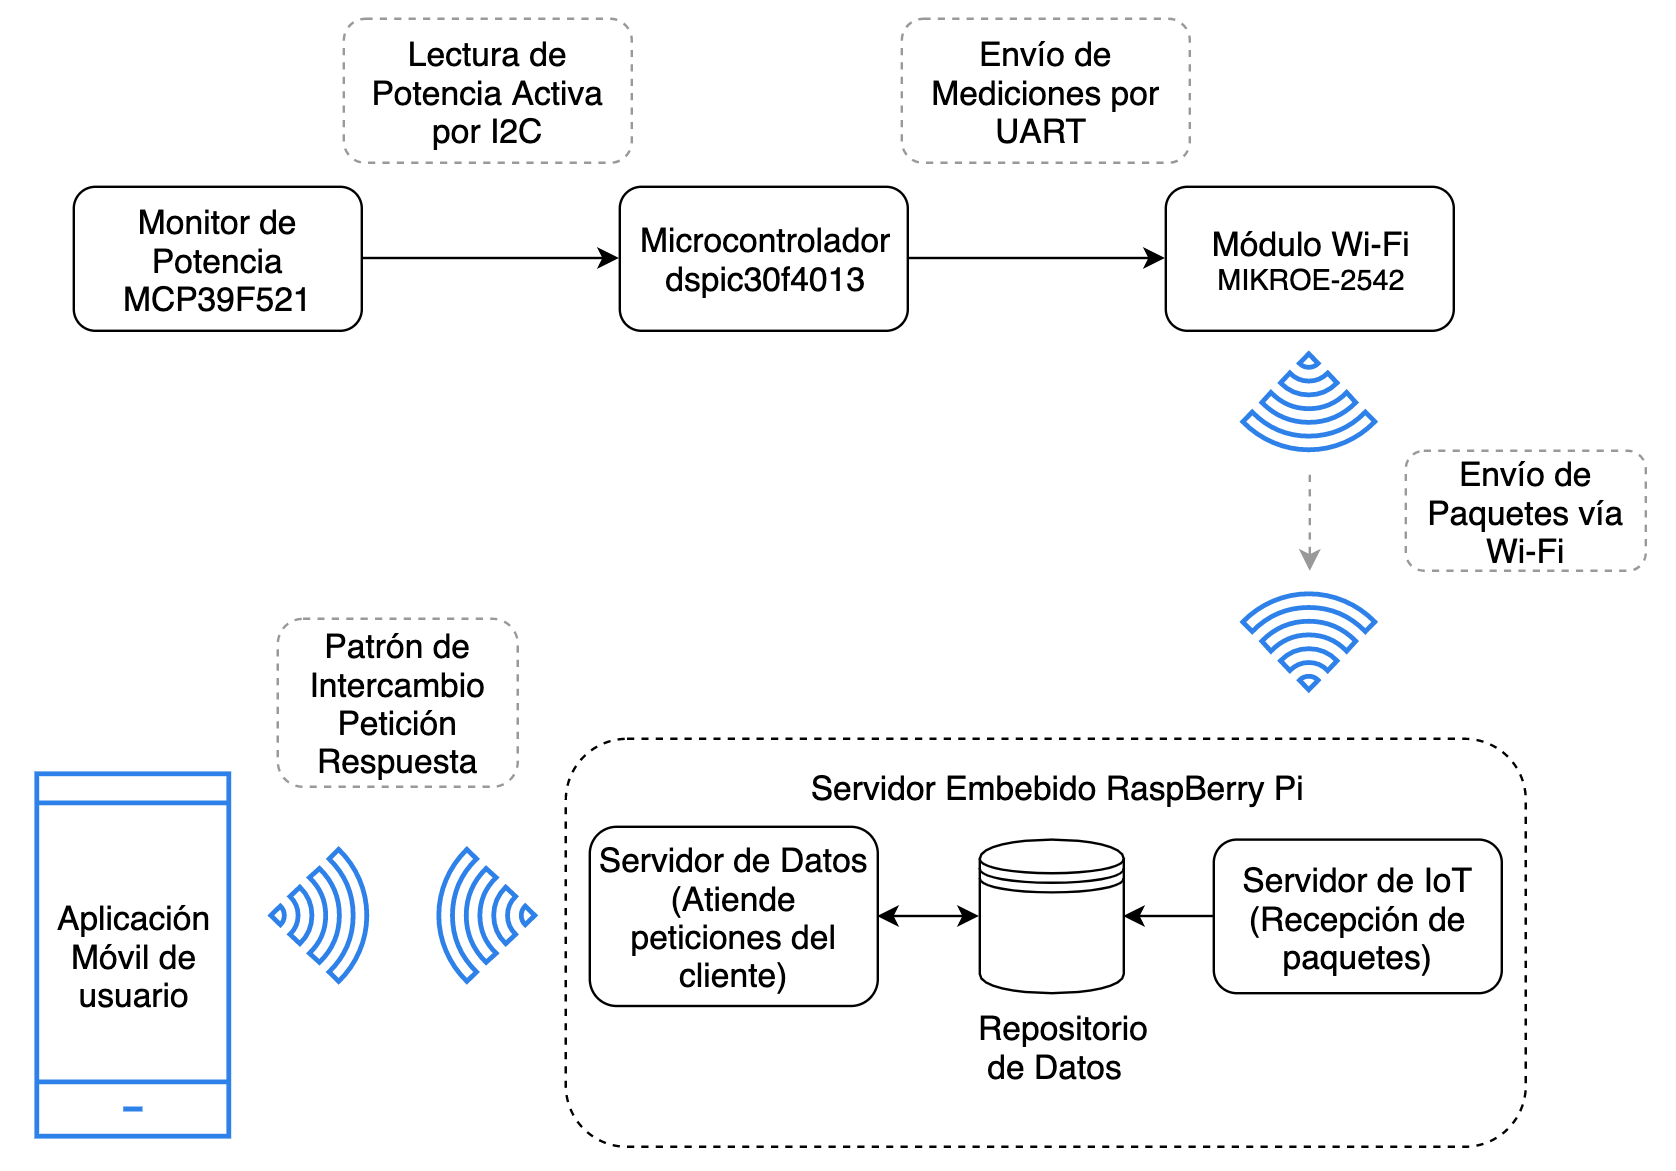 Lectura de
Potencia Activa
por I2C
Envío de
Mediciones por
UART
Monitor de
Potencia
MCP39F521
Microcontrolador
dspic30f4013
Módulo Wi-Fi
MIKROE-2542
Envío de
Paquetes vía
Wi-Fi
Patrón de
Intercambio
Petición
Respuesta
Servidor Embebido RaspBerry Pi
Servidor de Datos
(Atiende
peticiones del
cliente)
Repositorio
de Datos
Servidor de IoT
(Recepción de
paquetes)
Aplicación
Móvil de
usuario